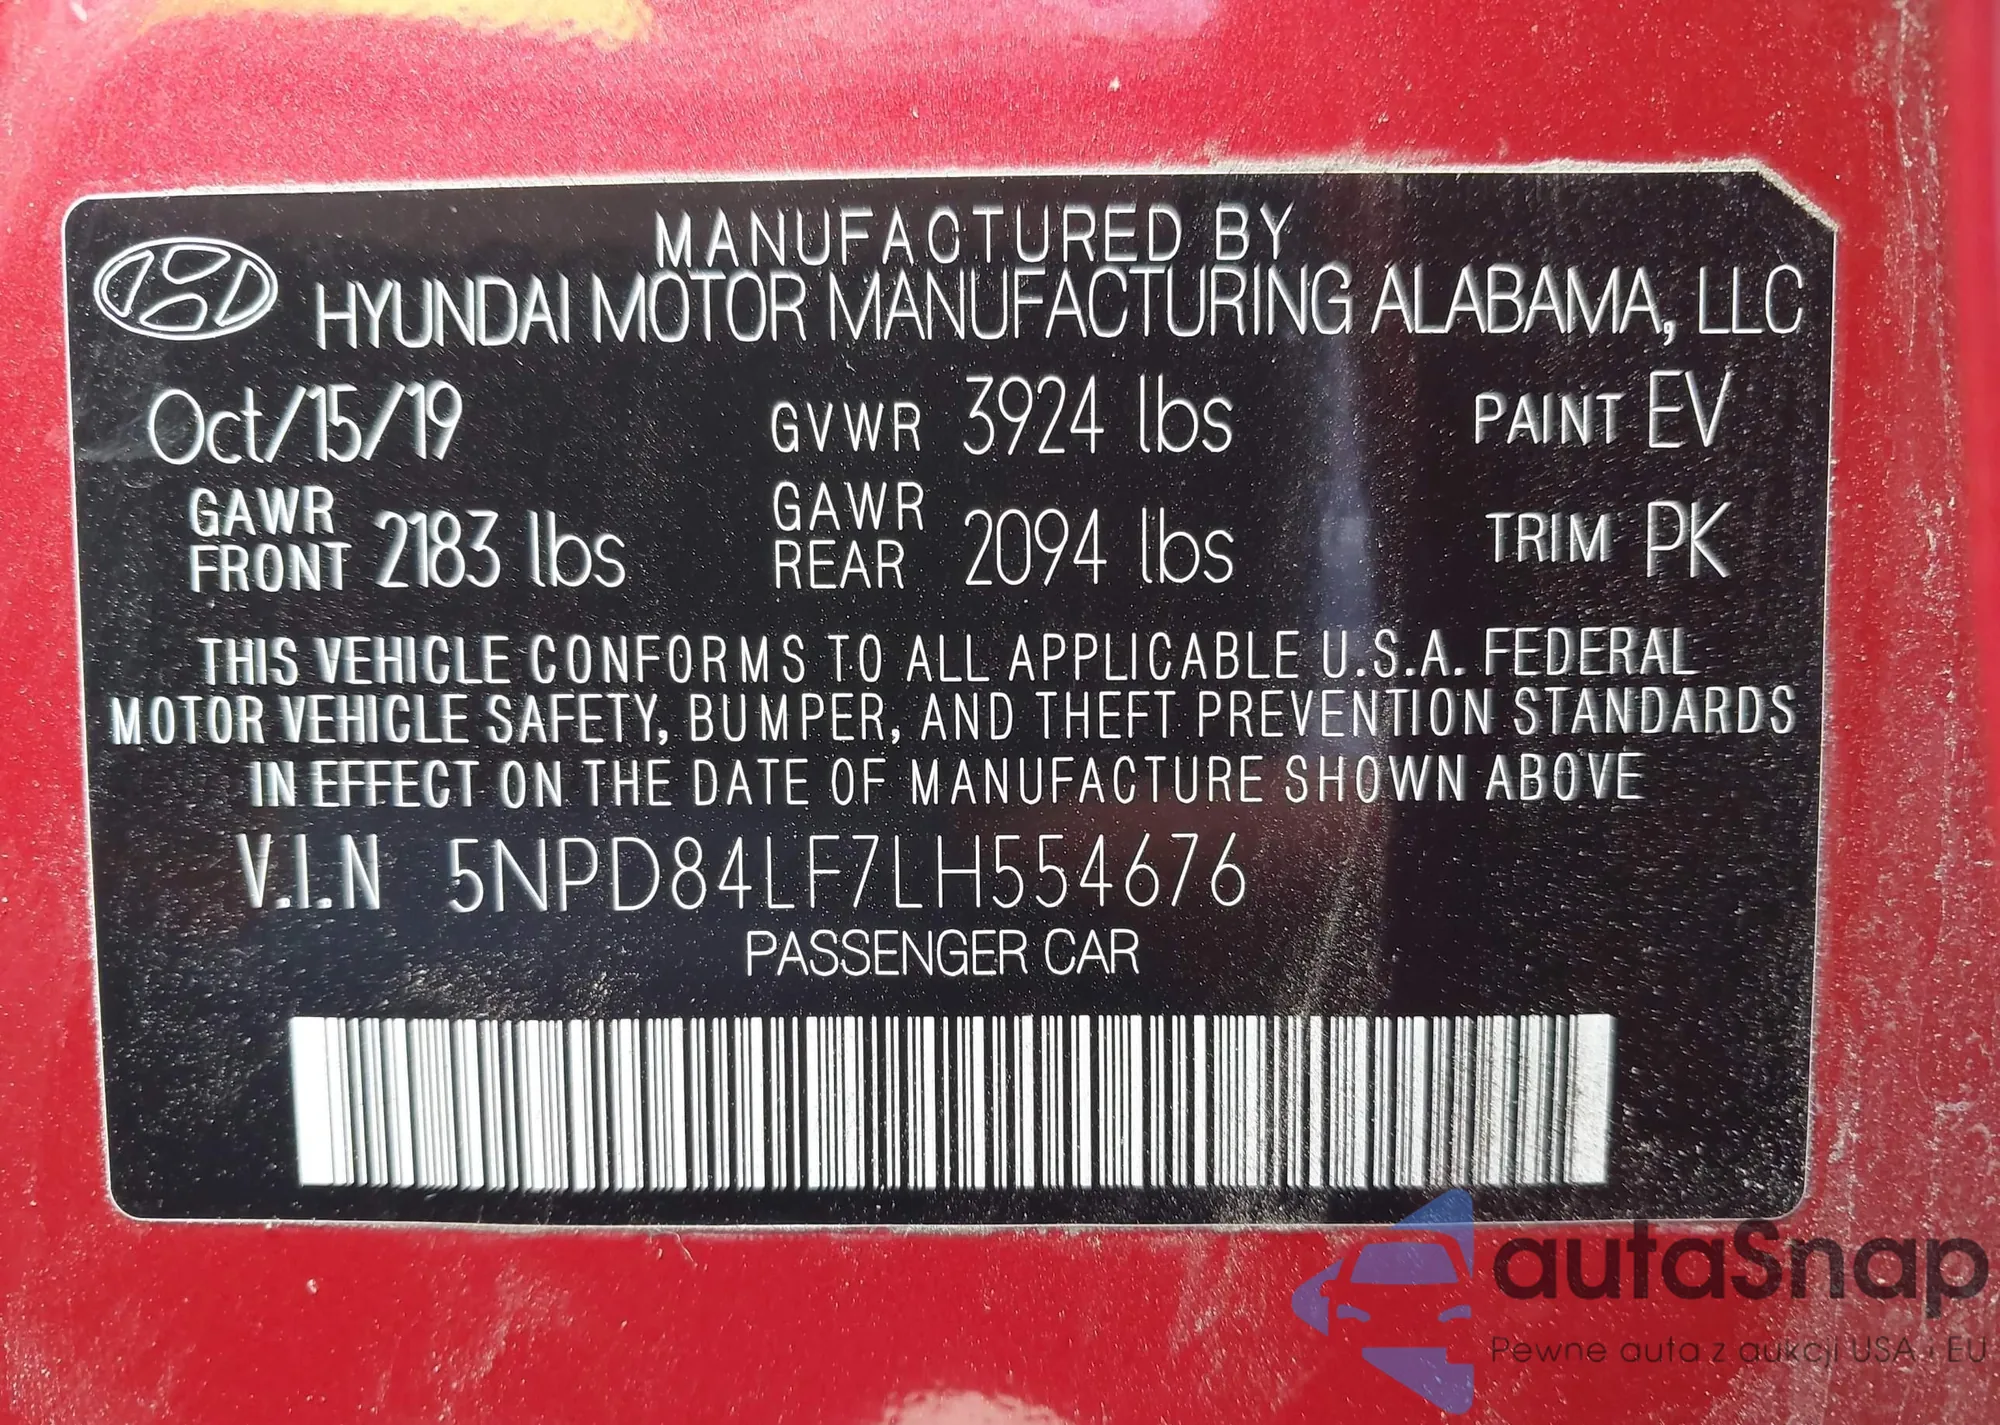 MANUFACTURED BY
HYUNDAI MOTOR MANUFACTURING ALABAMA, LLC
Oct/15/19 GVWR 3924 lbs PAINT EV
GAWR FRONT 2183 lbs GAWR REAR 2094 lbs TRIM PK
THIS VEHICLE CONFORMS TO ALL APPLICABLE U.S.A. FEDERAL
MOTOR VEHICLE SAFETY, BUMPER, AND THEFT PREVENTION STANDARDS
IN EFFECT ON THE DATE OF MANUFACTURE SHOWN ABOVE
V.I.N 5NPD84LF7LH554676
PASSENGER CAR
autaSnap
Pewne auta z aukcji USA i EU